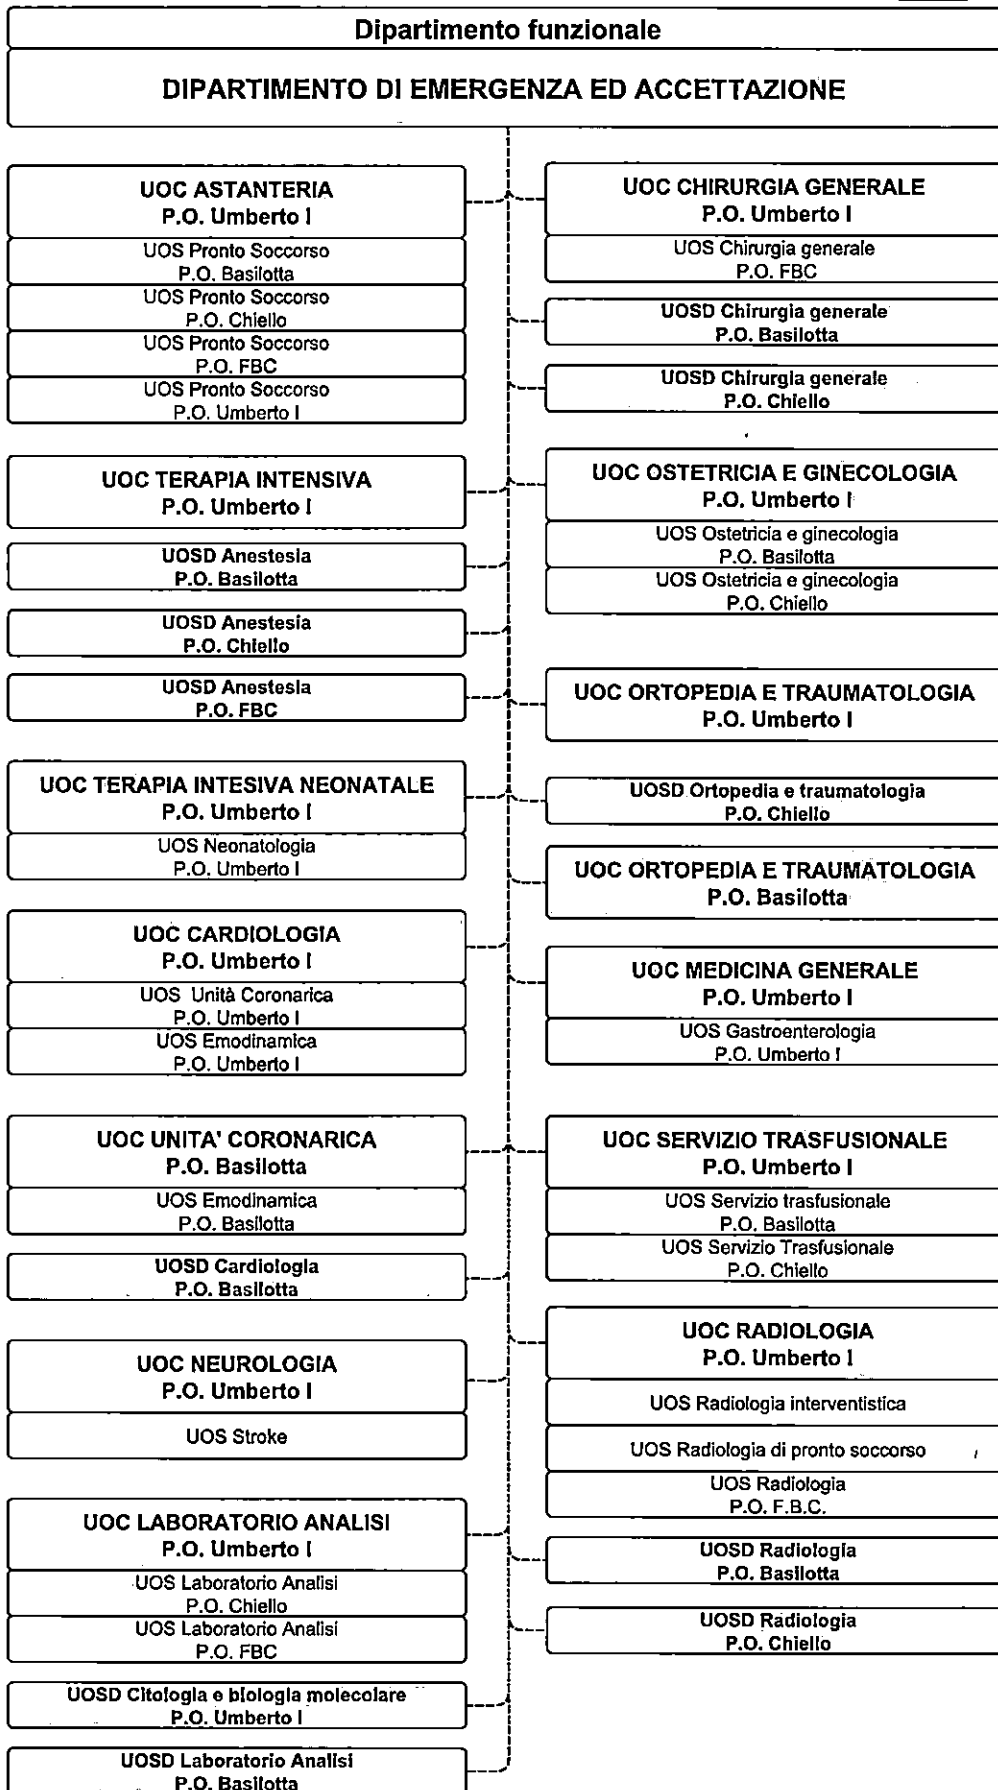 Dipartimento funzionale
DIPARTIMENTO DI EMERGENZA ED ACCETTAZIONE
UOC ASTANTERIA
P.O. Umberto I
UOS Pronto Soccorso
P.O. Basilotta
UOS Pronto Soccorso
P.O. Chiello
UOS Pronto Soccorso
P.O. FBC
UOS Pronto Soccorso
P.O. Umberto I
UOC TERAPIA INTENSIVA
P.O. Umberto I
UOSD Anestesia
P.O. Basilotta
UOSD Anestesia
P.O. Chiello
UOSD Anestesia
P.O. FBC
UOC TERAPIA INTESIVA NEONATALE
P.O. Umberto I
UOS Neonatologia
P.O. Umberto I
UOC CARDIOLOGIA
P.O. Umberto I
UOS Unità Coronarica
P.O. Umberto I
UOS Emodinamica
P.O. Umberto I
UOC UNITA' CORONARICA
P.O. Basilotta
UOS Emodinamica
P.O. Basilotta
UOSD Cardiologia
P.O. Basilotta
UOC NEUROLOGIA
P.O. Umberto I
UOS Stroke
UOC LABORATORIO ANALISI
P.O. Umberto I
UOS Laboratorio Analisi
P.O. Chiello
UOS Laboratorio Analisi
P.O. FBC
UOSD Citologia e biologia molecolare
P.O. Umberto I
UOSD Laboratorio Analisi
P.O. Basilotta
UOC CHIRURGIA GENERALE
P.O. Umberto I
UOS Chirurgia generale
P.O. FBC
UOSD Chirurgia generale
P.O. Basilotta
UOSD Chirurgia generale
P.O. Chiello
UOC OSTETRICIA E GINECOLOGIA
P.O. Umberto I
UOS Ostetricia e ginecologia
P.O. Basilotta
UOS Ostetricia e ginecologia
P.O. Chiello
UOC ORTOPEDIA E TRAUMATOLOGIA
P.O. Umberto I
UOSD Ortopedia e traumatologia
P.O. Chiello
UOC ORTOPEDIA E TRAUMATOLOGIA
P.O. Basilotta
UOC MEDICINA GENERALE
P.O. Umberto I
UOS Gastroenterologia
P.O. Umberto I
UOC SERVIZIO TRASFUSIONALE
P.O. Umberto I
UOS Servizio trasfusionale
P.O. Basilotta
UOS Servizio Trasfusionale
P.O. Chiello
UOC RADIOLOGIA
P.O. Umberto I
UOS Radiologia interventistica
UOS Radiologia di pronto soccorso
UOS Radiologia
P.O. F.B.C.
UOSD Radiologia
P.O. Basilotta
UOSD Radiologia
P.O. Chiello